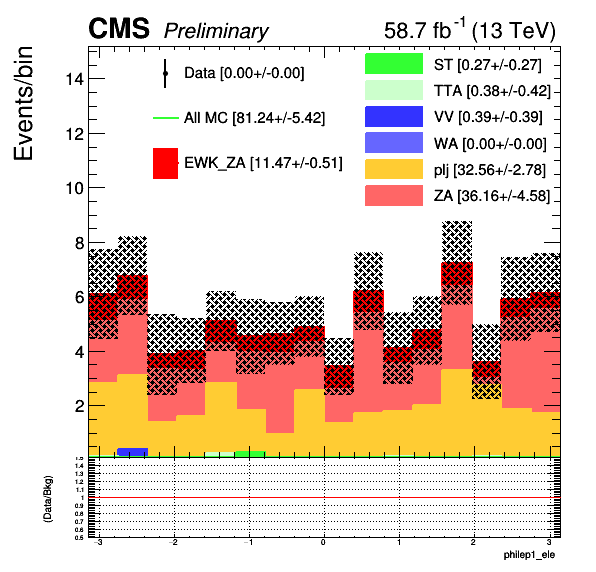 CMS Preliminary 58.7 fb⁻¹ (13 TeV)
Events/bin
Data [0.00+/-0.00]
All MC [81.24+/-5.42]
EWK_ZA [11.47+/-0.51]
ST [0.27+/-0.27]
TTA [0.38+/-0.42]
VV [0.39+/-0.39]
WA [0.00+/-0.00]
plj [32.56+/-2.78]
ZA [36.16+/-4.58]
14
12
10
8
6
4
2
(Data/Bkg)
1.5
1.4
1.3
1.2
1.1
1
0.9
0.8
0.7
0.6
0.5
-3 -2 -1 0 1 2 3
philep1_ele